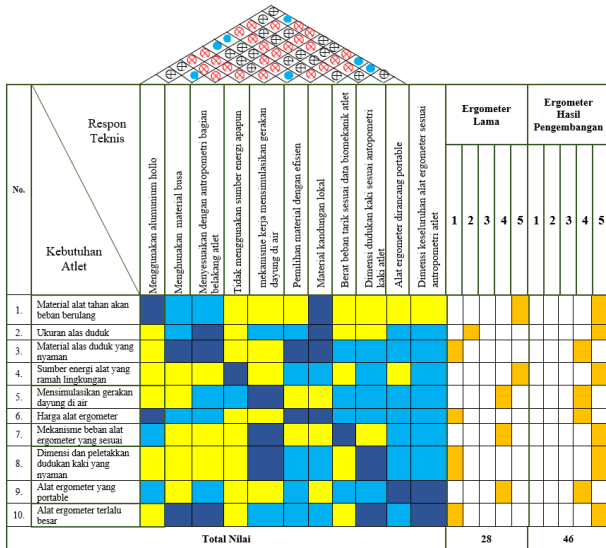 Respon
Teknis
No.
Kebutuhan
Atlet
Menggunakan alumunium hollo
Menghunakan material busa
Menyesuaikan dengan antropometri bagian
belakang atlet
Tidak menggunakan sumber energi apapun
mekanisme kerja mensimulasikan gerakan
dayung di air
Pemilihan material dengan efisien
Material kandungan lokal
Berat beban tarik sesuai data biomekanik atlet
Dimensi dudukan kaki sesuai antopometri
kaki atlet
Alat ergometer dirancang portable
Dimensi keseluruhan alat ergometer sesuai
antropometri atlet
Ergometer
Lama
Ergometer
Hasil
Pengembangan
1 2 3 4 5 1 2 3 4 5
1. Material alat tahan akan
beban berulang
2. Ukuran alas duduk
3. Material alas duduk yang
nyaman
4. Sumber energi alat yang
ramah lingkungan
5. Mensimulasikan gerakan
dayung di air
6. Harga alat ergometer
7. Mekanisme beban alat
ergometer yang sesuai
8. Dimensi dan peletakkan
dudukan kaki yang
nyaman
9. Alat ergometer yang
portable
10. Alat ergometer terlalu
besar
Total Nilai 28 46